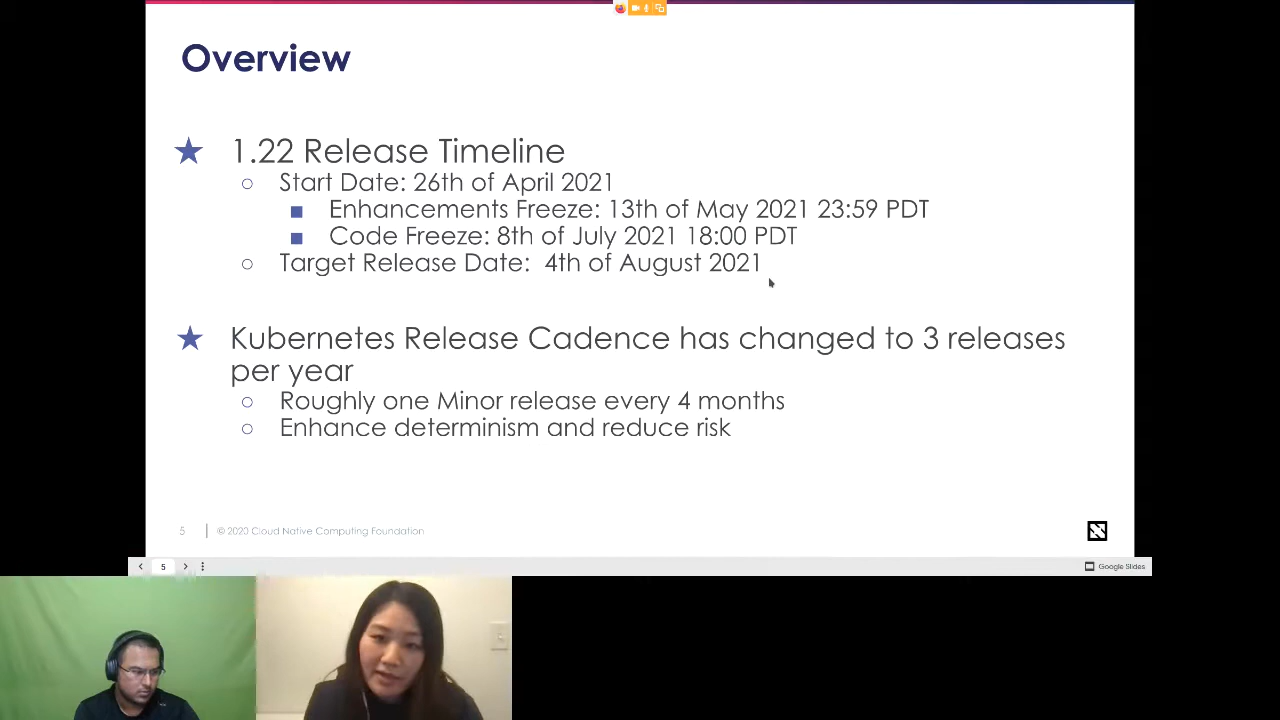 Overview
★ 1.22 Release Timeline
○ Start Date: 26th of April 2021
■ Enhancements Freeze: 13th of May 2021 23:59 PDT
■ Code Freeze: 8th of July 2021 18:00 PDT
○ Target Release Date:  4th of August 2021
★ Kubernetes Release Cadence has changed to 3 releases
per year
○ Roughly one Minor release every 4 months
○ Enhance determinism and reduce risk
5 | © 2020 Cloud Native Computing Foundation
5
Google Slides